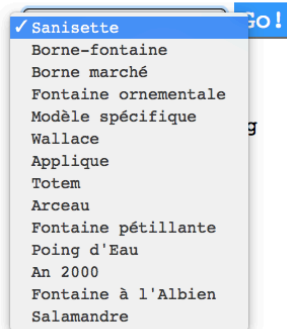 ✓ Sanisette
Go!
Borne-fontaine
Borne marché
Fontaine ornementale
Modèle spécifique
g
Wallace
Applique
Totem
Arceau
Fontaine pétillante
Poing d'Eau
An 2000
Fontaine à l'Albien
Salamandre